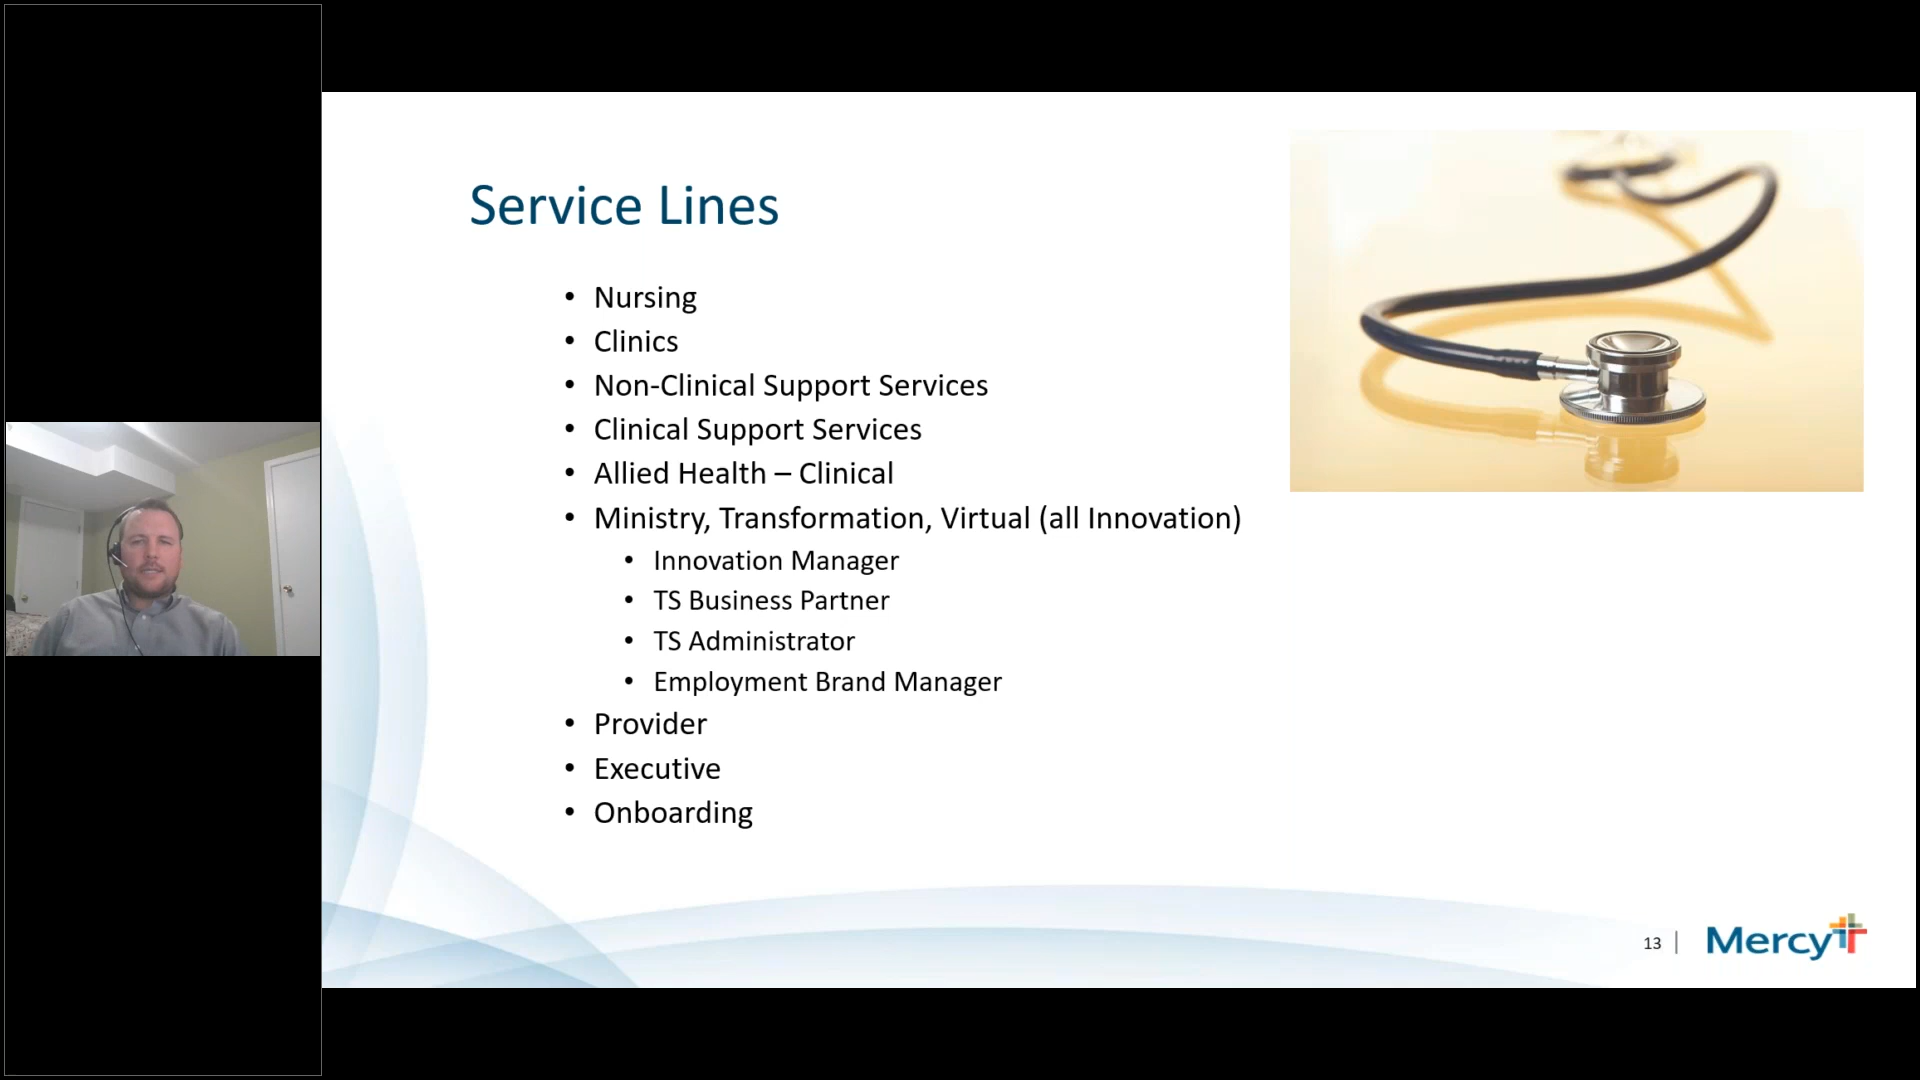 Service Lines
• Nursing
• Clinics
• Non-Clinical Support Services
• Clinical Support Services
• Allied Health – Clinical
• Ministry, Transformation, Virtual (all Innovation)
• Innovation Manager
• TS Business Partner
• TS Administrator
• Employment Brand Manager
• Provider
• Executive
• Onboarding
13 |
Mercy